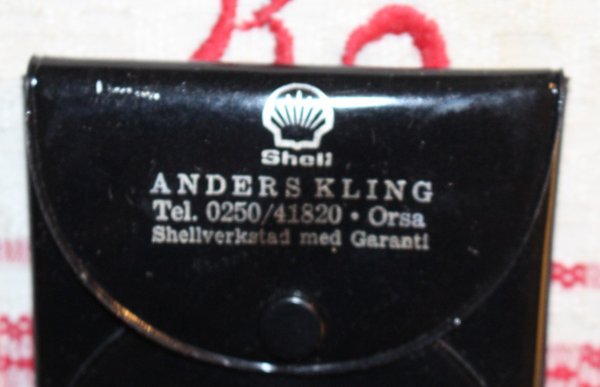 Shell
ANDERS KLING
Tel. 0250/41820 • Orsa
Shellverkstad med Garanti